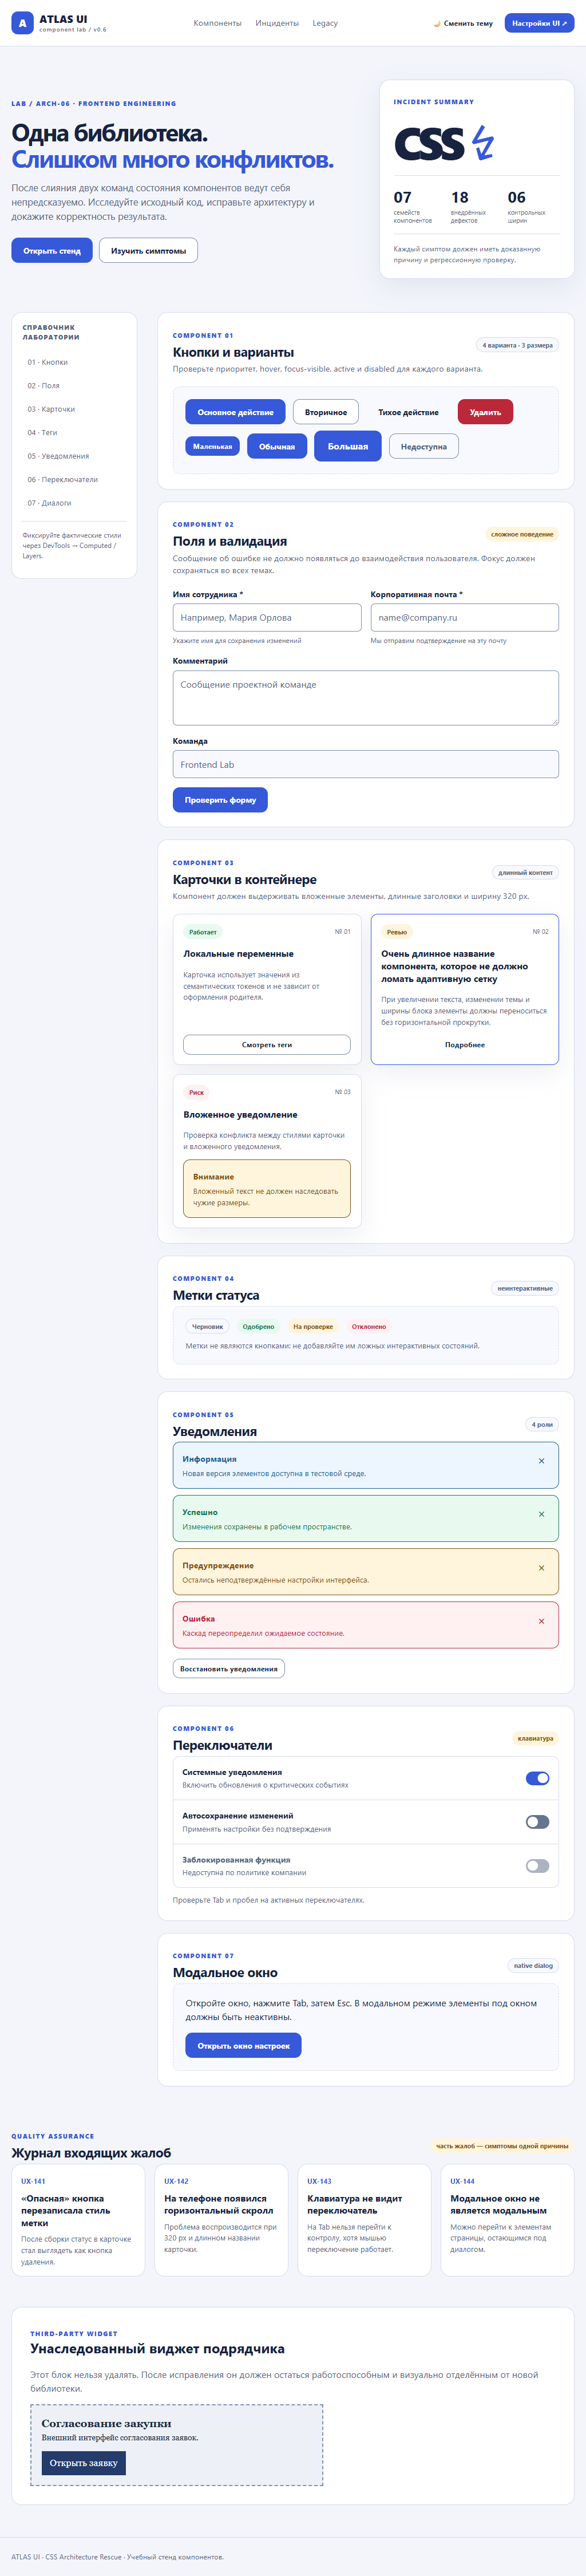 A
ATLAS UI
component lab / v0.6
Компоненты
Инциденты
Legacy
🌙 Сменить тему
Настройки UI ↗
LAB / ARCH-06 · FRONTEND ENGINEERING
Одна библиотека.
Слишком много конфликтов.
После слияния двух команд состояния компонентов ведут себя
непредсказуемо. Исследуйте исходный код, исправьте архитектуру и
докажите корректность результата.
Открыть стенд
Изучить симптомы
INCIDENT SUMMARY
CSS
07
семейств
компонентов
18
внедрённых
дефектов
06
контрольных
ширин
Каждый симптом должен иметь доказанную
причину и регрессионную проверку.
СПРАВОЧНИК
ЛАБОРАТОРИИ
01 · Кнопки
02 · Поля
03 · Карточки
04 · Теги
05 · Уведомления
06 · Переключатели
07 · Диалоги
Фиксируйте фактические стили
через DevTools → Computed /
Layers.
COMPONENT 01
Кнопки и варианты
4 варианта · 3 размера
Проверьте приоритет, hover, focus-visible, active и disabled для каждого варианта.
Основное действие
Вторичное
Тихое действие
Удалить
Маленькая
Обычная
Большая
Недоступна
COMPONENT 02
Поля и валидация
сложное поведение
Сообщение об ошибке не должно появляться до взаимодействия пользователя. Фокус должен
сохраняться во всех темах.
Имя сотрудника *
Корпоративная почта *
Например, Мария Орлова
name@company.ru
Укажите имя для сохранения изменений
Мы отправим подтверждение на эту почту
Комментарий
Сообщение проектной команде
Команда
Frontend Lab
Проверить форму
COMPONENT 03
Карточки в контейнере
длинный контент
Компонент должен выдерживать вложенные элементы, длинные заголовки и ширину 320 px.
Работает
№ 01
Локальные переменные
Карточка использует значения из
семантических токенов и не зависит от
оформления родителя.
Смотреть теги
Ревью
№ 02
Очень длинное название
компонента, которое не должно
ломать адаптивную сетку
При увеличении текста, изменении темы и
ширины блока элементы должны переноситься
без горизонтальной прокрутки.
Подробнее
Риск
№ 03
Вложенное уведомление
Проверка конфликта между стилями карточки
и вложенного уведомления.
Внимание
Вложенный текст не должен наследовать
чужие размеры.
COMPONENT 04
Метки статуса
неинтерактивные
Черновик
Одобрено
На проверке
Отклонено
Метки не являются кнопками: не добавляйте им ложных интерактивных состояний.
COMPONENT 05
Уведомления
4 роли
Информация
Новая версия элементов доступна в тестовой среде.
×
Успешно
Изменения сохранены в рабочем пространстве.
×
Предупреждение
Остались неподтверждённые настройки интерфейса.
×
Ошибка
Каскад переопределил ожидаемое состояние.
×
Восстановить уведомления
COMPONENT 06
Переключатели
клавиатура
Системные уведомления
Включить обновления о критических событиях
Автосохранение изменений
Применять настройки без подтверждения
Заблокированная функция
Недоступна по политике компании
Проверьте Tab и пробел на активных переключателях.
COMPONENT 07
Модальное окно
native dialog
Откройте окно, нажмите Tab, затем Esc. В модальном режиме элементы под окном
должны быть неактивны.
Открыть окно настроек
QUALITY ASSURANCE
Журнал входящих жалоб
часть жалоб — симптомы одной причины
UX-141
«Опасная» кнопка
перезаписала стиль
метки
После сборки статус в карточке
стал выглядеть как кнопка
удаления.
UX-142
На телефоне появился
горизонтальный скролл
Проблема воспроизводится при
320 px и длинном названии
карточки.
UX-143
Клавиатура не видит
переключатель
На Tab нельзя перейти к
контролу, хотя мышью
переключение работает.
UX-144
Модальное окно не
является модальным
Можно перейти к элементам
страницы, остающимся под
диалогом.
THIRD-PARTY WIDGET
Унаследованный виджет подрядчика
Этот блок нельзя удалять. После исправления он должен остаться работоспособным и визуально отделённым от новой
библиотеки.
Согласование закупки
Внешний интерфейс согласования заявок.
Открыть заявку
ATLAS UI · CSS Architecture Rescue · Учебный стенд компонентов.